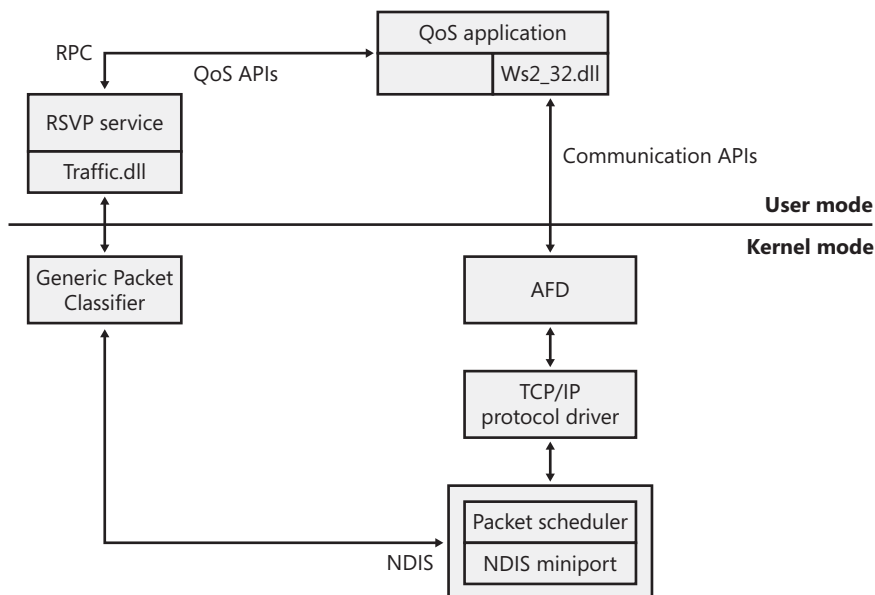 QoS application
RPC
QoS APIs
Ws2_32.dll
RSVP service
Traffic.dll
Communication APIs
User mode
Kernel mode
Generic Packet
Classifier
AFD
TCP/IP
protocol driver
Packet scheduler
NDIS
NDIS miniport